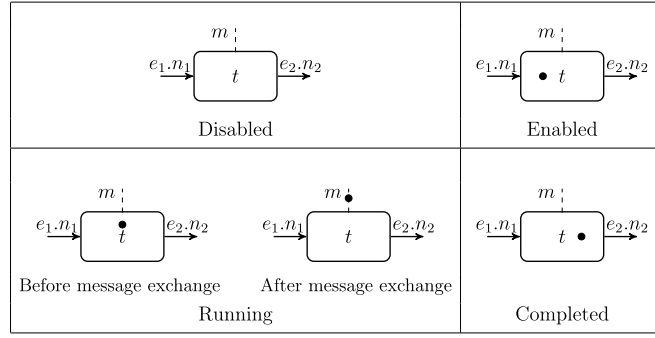 m
e₁.n₁ t e₂.n₂
Disabled
m
e₁.n₁ t e₂.n₂
Enabled
m
e₁.n₁ t e₂.n₂
Before message exchange
m
e₁.n₁ t e₂.n₂
After message exchange
Running
m
e₁.n₁ t e₂.n₂
Completed